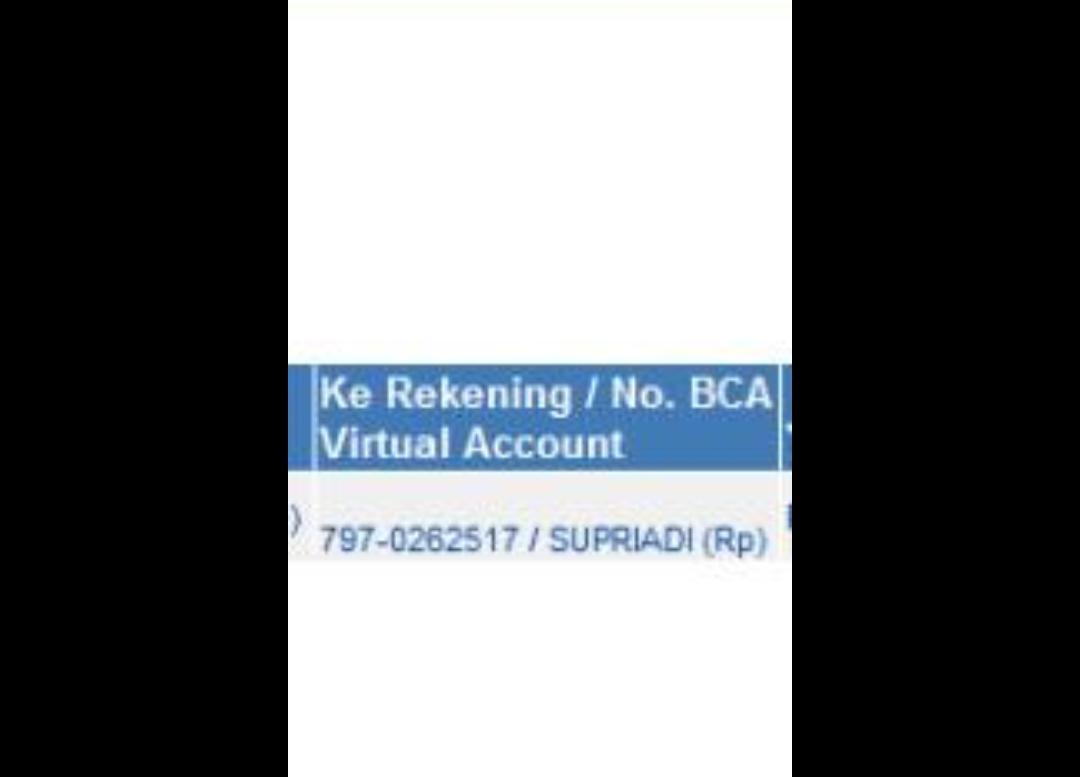 Ke Rekening / No. BCA
Virtual Account
797-0262517 / SUPRIADI (Rp)